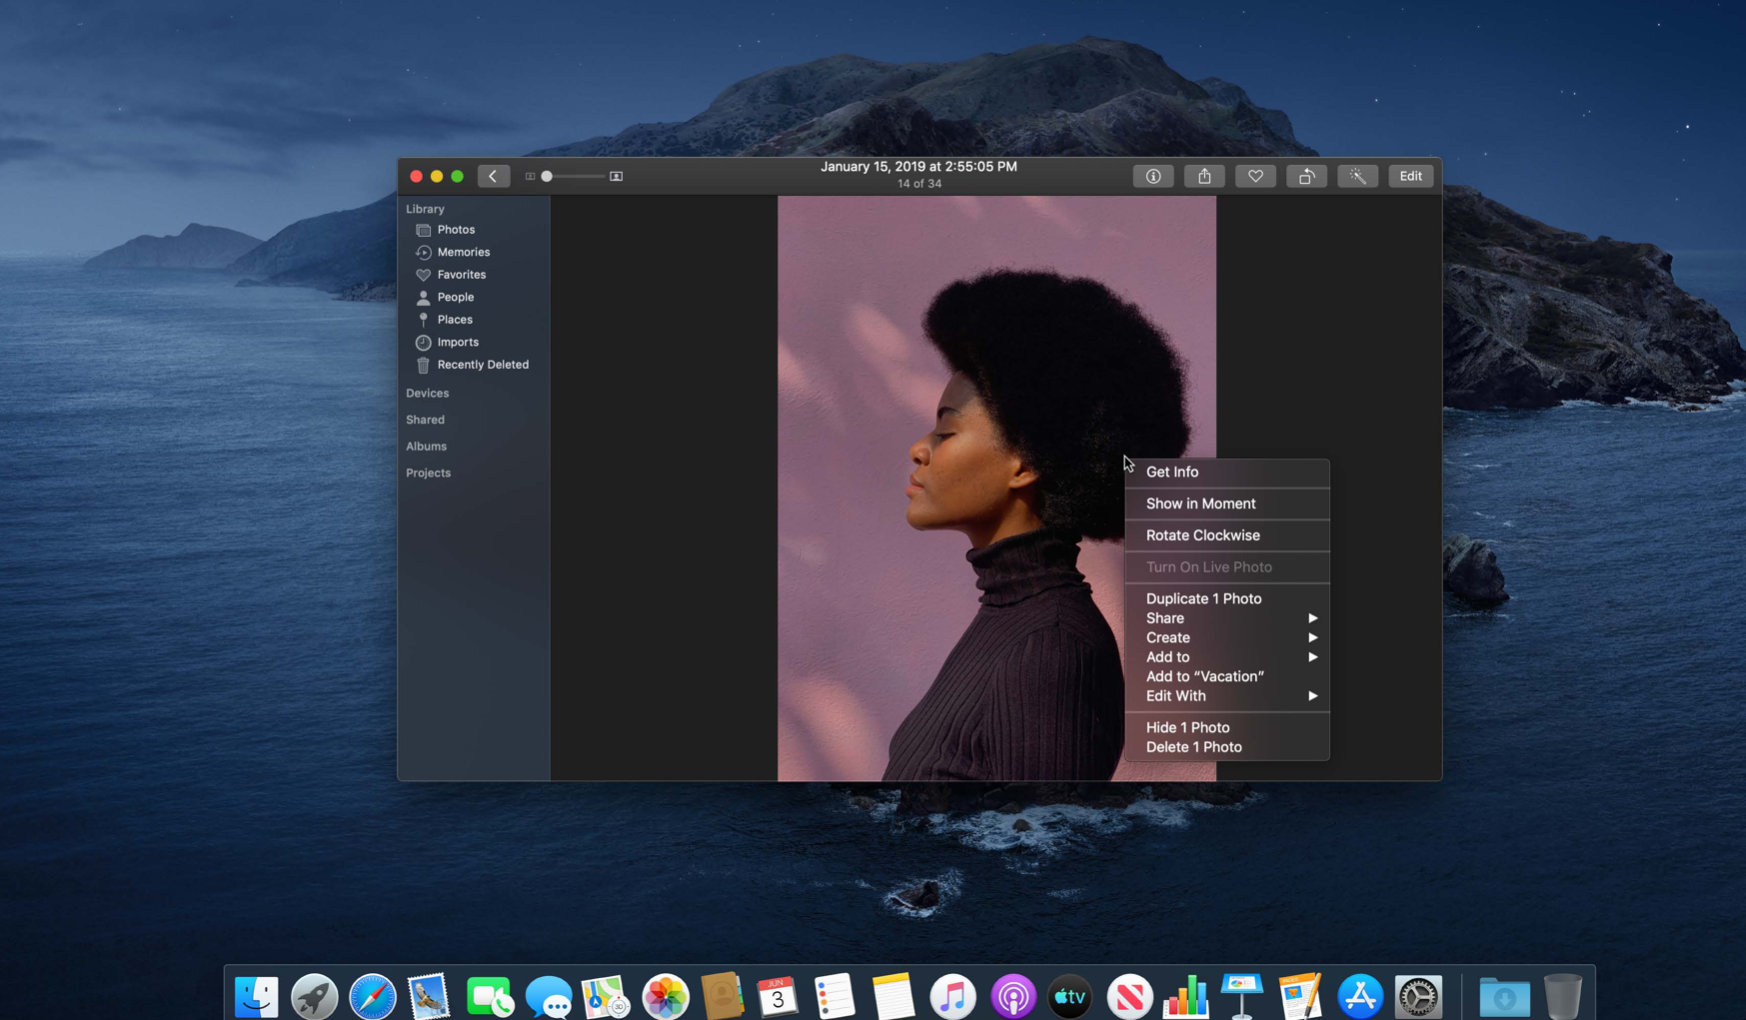 January 15, 2019 at 2:55:05 PM
14 of 34
Edit
Library
Photos
Memories
Favorites
People
Places
Imports
Recently Deleted
Devices
Shared
Albums
Projects
Get Info
Show in Moment
Rotate Clockwise
Turn On Live Photo
Duplicate 1 Photo
Share
Create
Add to
Add to “Vacation”
Edit With
Hide 1 Photo
Delete 1 Photo
JUN
3
3D
tv